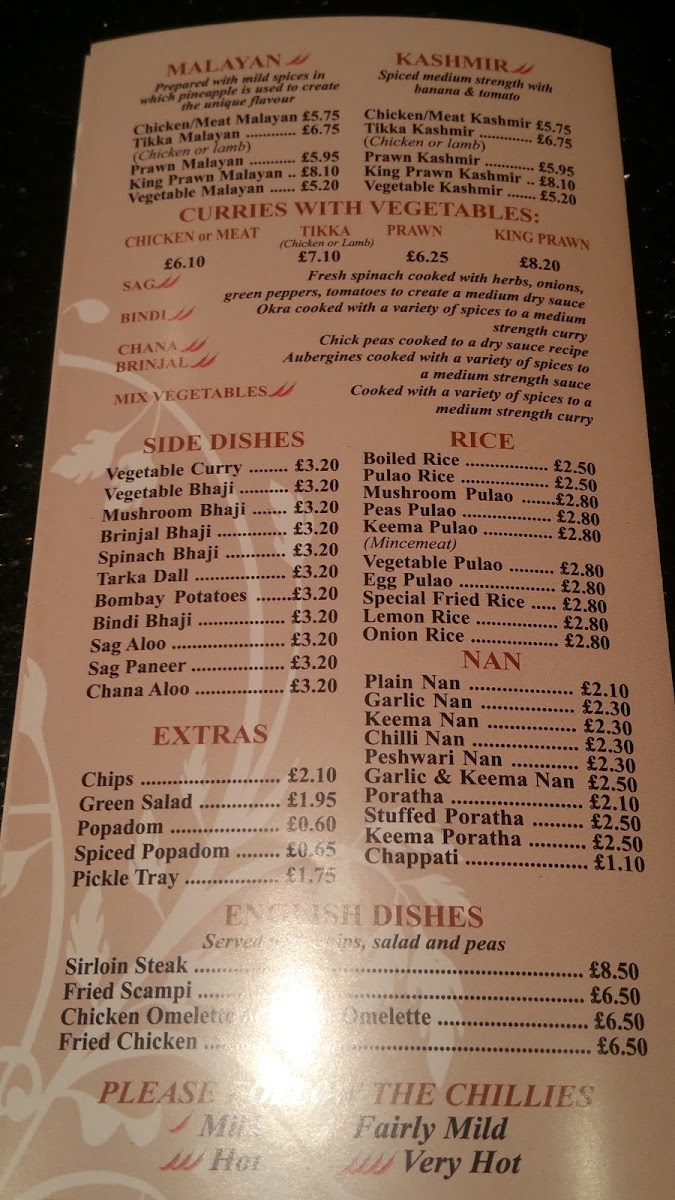 MALAYAN
Prepared with mild spices in
which pineapple is used to create
the unique flavour
Chicken/Meat Malayan £5.75
Tikka Malayan ............ £6.75
(Chicken or lamb)
Prawn Malayan ........... £5.95
King Prawn Malayan .. £8.10
Vegetable Malayan ...... £5.20
KASHMIR
Spiced medium strength with
banana & tomato
Chicken/Meat Kashmir £5.75
Tikka Kashmir ............. £6.75
(Chicken or lamb)
Prawn Kashmir ............ £5.95
King Prawn Kashmir .. £8.10
Vegetable Kashmir ....... £5.20
CURRIES WITH VEGETABLES:
CHICKEN or MEAT
£6.10
TIKKA
(Chicken or Lamb)
£7.10
PRAWN
£6.25
KING PRAWN
£8.20
SAG
Fresh spinach cooked with herbs, onions,
green peppers, tomatoes to create a medium dry sauce
BINDI
Okra cooked with a variety of spices to a medium
strength curry
CHANA
Chick peas cooked to a dry sauce recipe
BRINJAL
Aubergines cooked with a variety of spices to
a medium strength sauce
MIX VEGETABLES
Cooked with a variety of spices to a
medium strength curry
SIDE DISHES
Vegetable Curry ........ £3.20
Vegetable Bhaji .......... £3.20
Mushroom Bhaji ....... £3.20
Brinjal Bhaji .............. £3.20
Spinach Bhaji ............ £3.20
Tarka Dall .................. £3.20
Bombay Potatoes ....... £3.20
Bindi Bhaji ................. £3.20
Sag Aloo ..................... £3.20
Sag Paneer ................. £3.20
Chana Aloo ................ £3.20
EXTRAS
Chips ......................... £2.10
Green Salad ............... £1.95
Popadom .................... £0.60
Spiced Popadom ........ £0.65
Pickle Tray ................. £1.75
RICE
Boiled Rice ................. £2.50
Pulao Rice .................. £2.50
Mushroom Pulao ....... £2.80
Peas Pulao .................. £2.80
Keema Pulao .............. £2.80
(Mincemeat)
Vegetable Pulao ......... £2.80
Egg Pulao ................... £2.80
Special Fried Rice ..... £2.80
Lemon Rice ................ £2.80
Onion Rice ................. £2.80
NAN
Plain Nan .................... £2.10
Garlic Nan .................. £2.30
Keema Nan ................. £2.30
Chilli Nan ................... £2.30
Peshwari Nan ............. £2.30
Garlic & Keema Nan £2.50
Poratha ........................ £2.10
Stuffed Poratha .......... £2.50
Keema Poratha ........... £2.50
Chappati ..................... £1.10
ENGLISH DISHES
Served chips, salad and peas
Sirloin Steak ........................ £8.50
Fried Scampi ........................ £6.50
Chicken Omelette Omelette ........................ £6.50
Fried Chicken ........................ £6.50
PLEASE THE CHILLIES
Mild
Fairly Mild
Hot
Very Hot